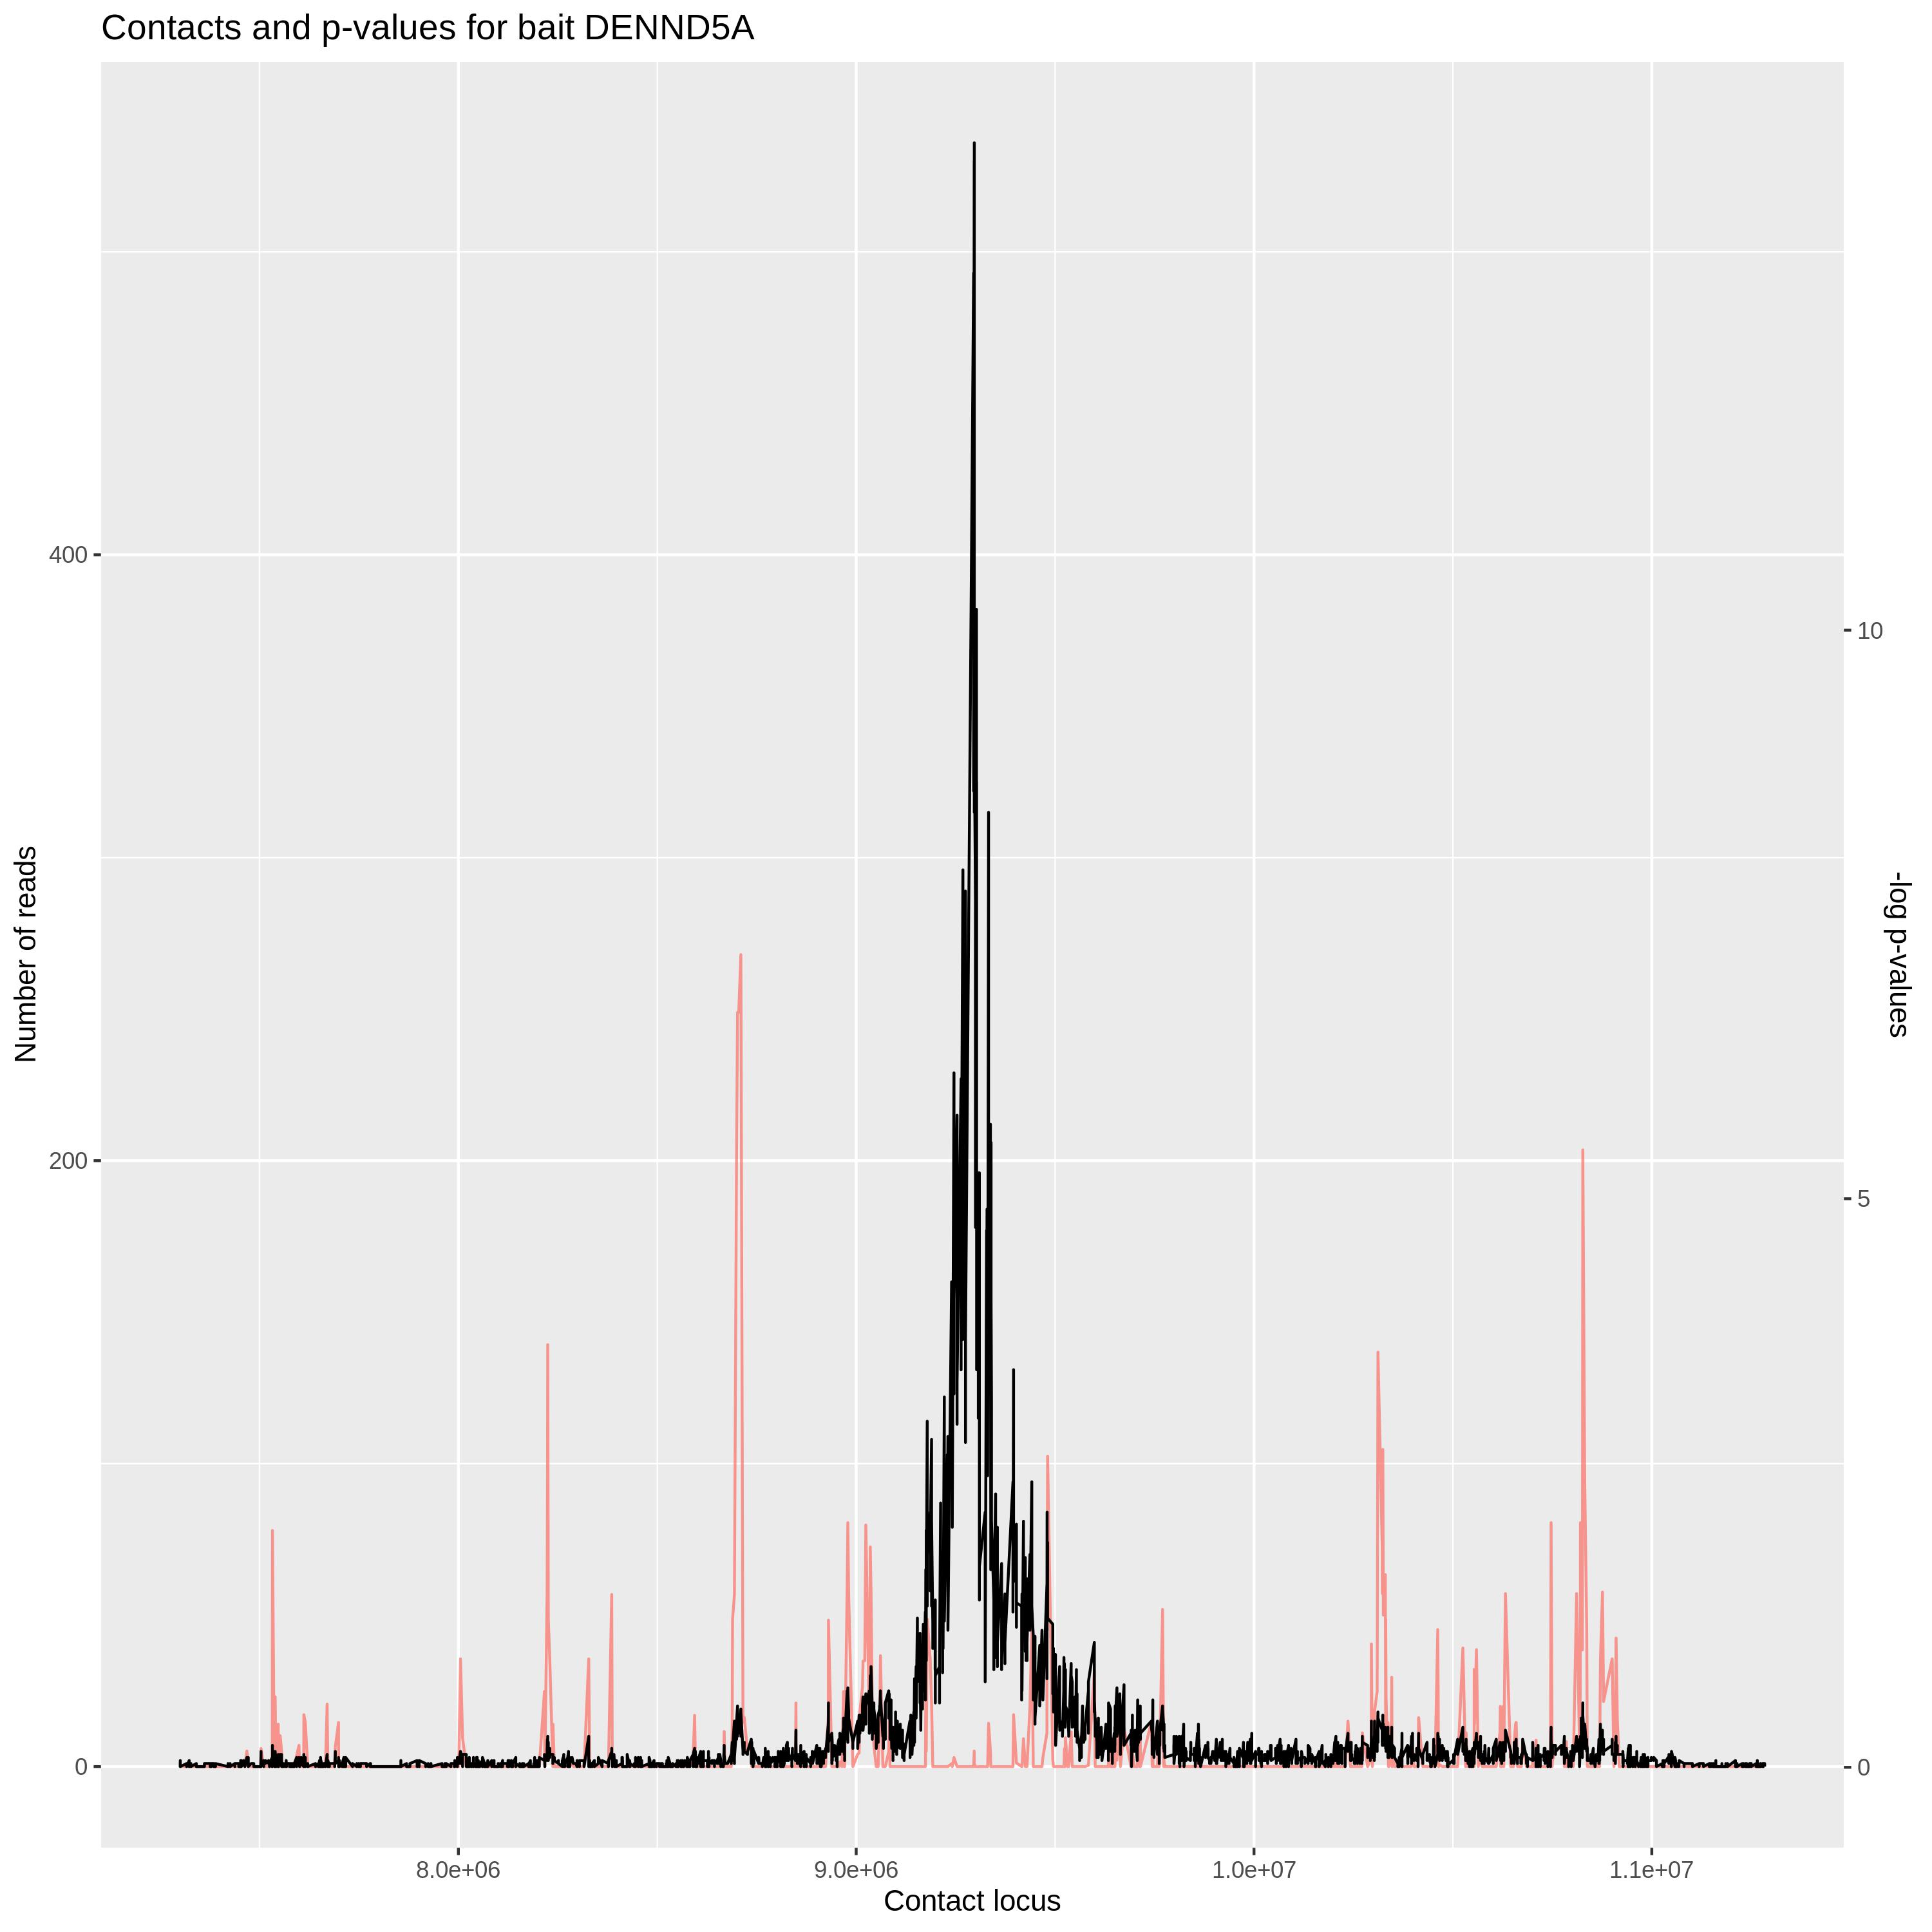 Contacts and p-values for bait DENND5A
Number of reads
400
200
0
10
5
0
-log p-values
8.0e+06
9.0e+06
1.0e+07
1.1e+07
Contact locus